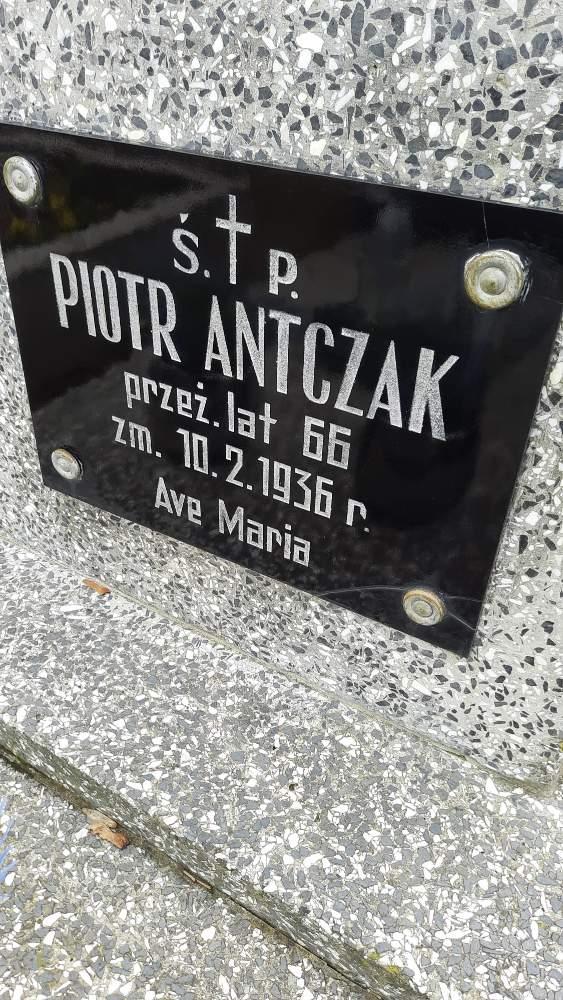 Ś. † p.
PIOTR ANTCZAK
przeż. lat 66
zm. 10. 2. 1936 r.
Ave Maria